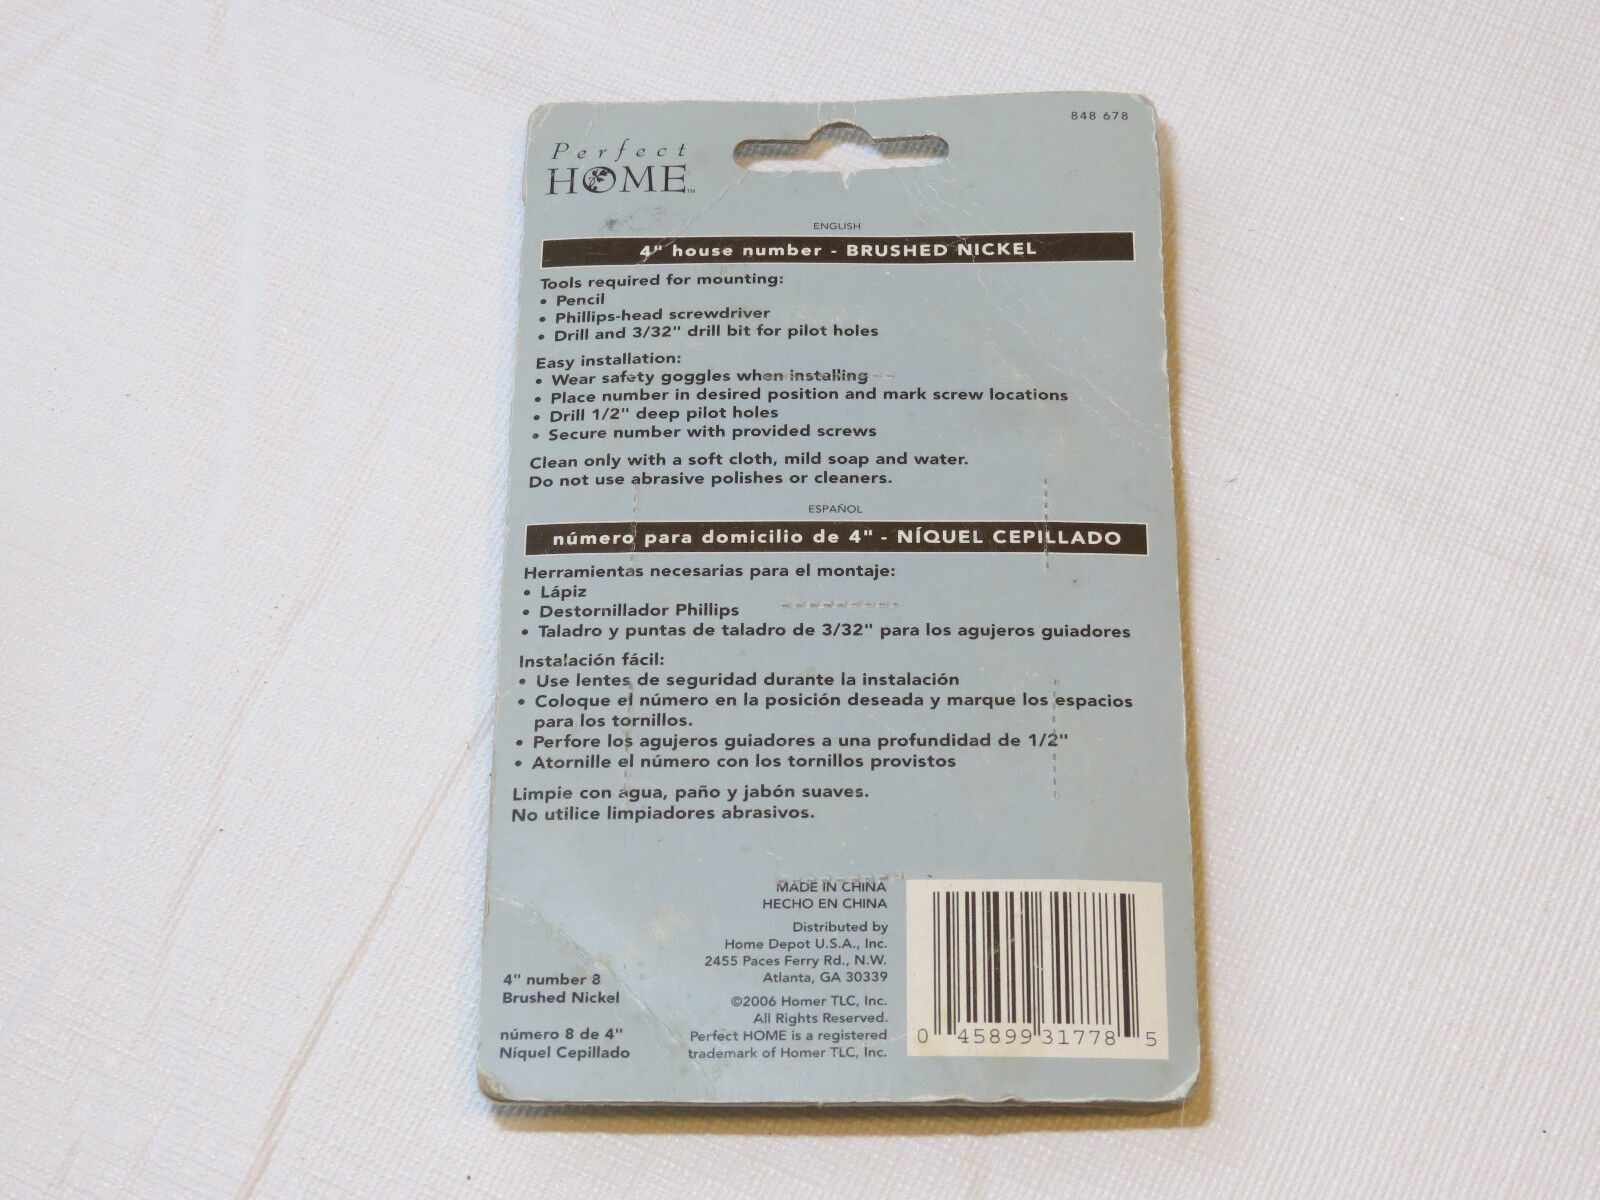 848 678
Perfect
HOME™
ENGLISH
4" house number - BRUSHED NICKEL
Tools required for mounting:
• Pencil
• Phillips-head screwdriver
• Drill and 3/32" drill bit for pilot holes
Easy installation:
• Wear safety goggles when installing
• Place number in desired position and mark screw locations
• Drill 1/2" deep pilot holes
• Secure number with provided screws
Clean only with a soft cloth, mild soap and water.
Do not use abrasive polishes or cleaners.
ESPAÑOL
número para domicilio de 4" - NÍQUEL CEPILLADO
Herramientas necesarias para el montaje:
• Lápiz
• Destornillador Phillips
• Taladro y puntas de taladro de 3/32" para los agujeros guiadores
Instalación fácil:
• Use lentes de seguridad durante la instalación
• Coloque el número en la posición deseada y marque los espacios
para los tornillos.
• Perfore los agujeros guiadores a una profundidad de 1/2"
• Atornille el número con los tornillos provistos
Limpie con agua, paño y jabón suaves.
No utilice limpiadores abrasivos.
4" number 8
Brushed Nickel
número 8 de 4"
Níquel Cepillado
MADE IN CHINA
HECHO EN CHINA
Distributed by
Home Depot U.S.A., Inc.
2455 Paces Ferry Rd., N.W.
Atlanta, GA 30339
©2006 Homer TLC, Inc.
All Rights Reserved.
Perfect HOME is a registered
trademark of Homer TLC, Inc.
0 45899 31778 5